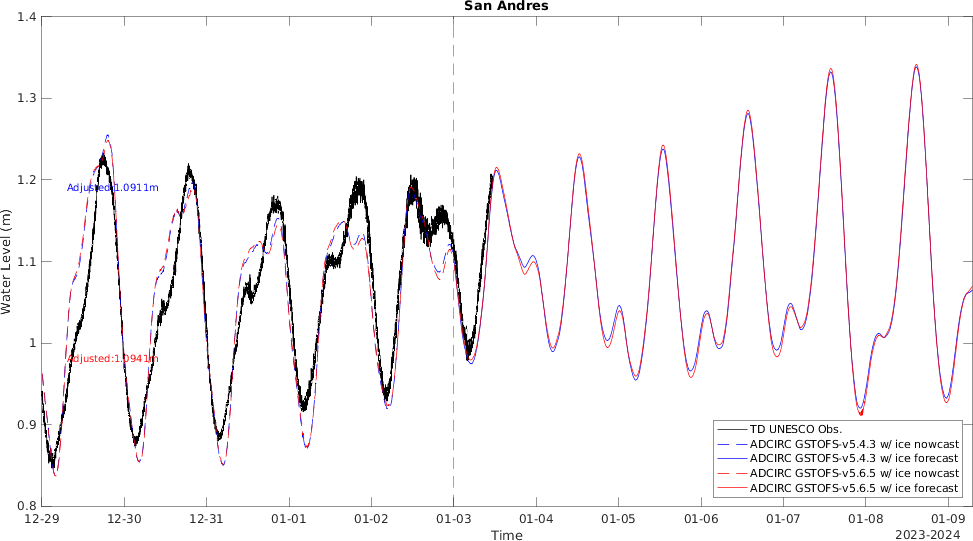 San Andres
1.4
1.3
1.2
1.1
1
0.9
0.8
Water Level (m)
Adjusted:1.0911m
Adjusted:1.0941m
TD UNESCO Obs.
ADCIRC GSTOFS-v5.4.3 w/ ice nowcast
ADCIRC GSTOFS-v5.4.3 w/ ice forecast
ADCIRC GSTOFS-v5.6.5 w/ ice nowcast
ADCIRC GSTOFS-v5.6.5 w/ ice forecast
12-29 12-30 12-31 01-01 01-02 01-03 01-04 01-05 01-06 01-07 01-08 01-09
Time
2023-2024